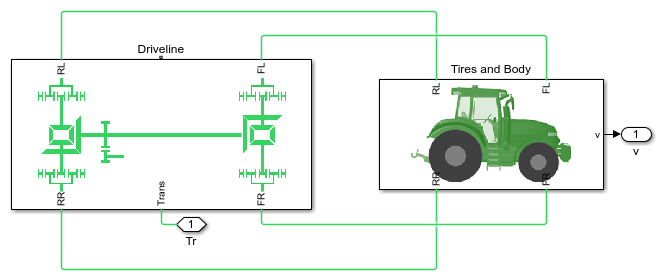 Driveline
RL
FL
RR
Trans
FR
1
Tr
Tires and Body
RL
FL
RR
FR
v
1
v